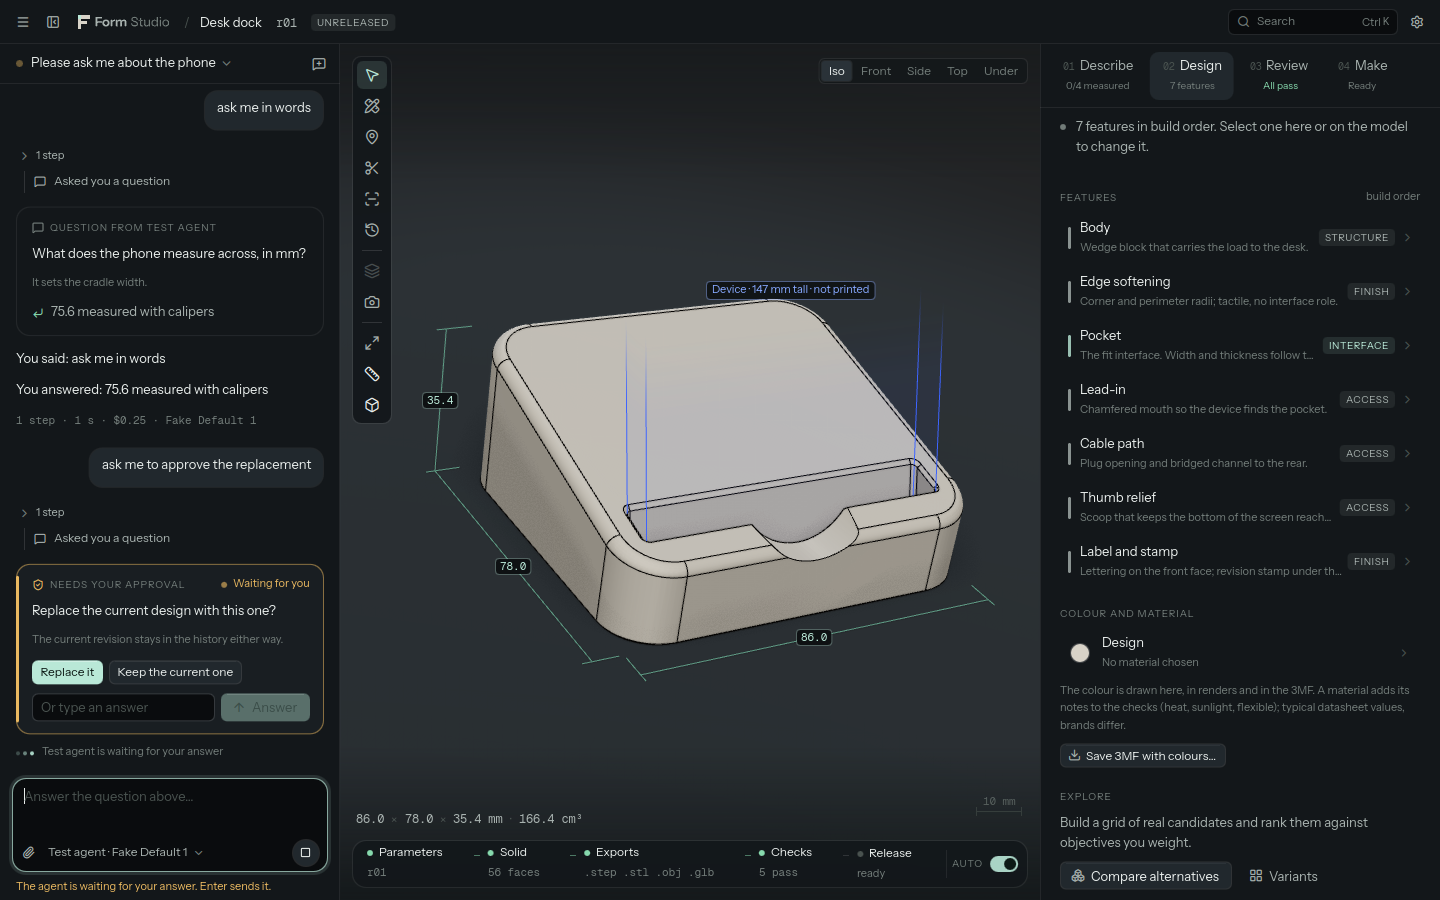 Form Studio / Desk dock r01 UNRELEASED
Search Ctrl K
Please ask me about the phone
ask me in words
1 step
Asked you a question
QUESTION FROM TEST AGENT
What does the phone measure across, in mm?
It sets the cradle width.
75.6 measured with calipers
You said: ask me in words
You answered: 75.6 measured with calipers
1 step · 1 s · $0.25 · Fake Default 1
ask me to approve the replacement
1 step
Asked you a question
NEEDS YOUR APPROVAL
Waiting for you
Replace the current design with this one?
The current revision stays in the history either way.
Replace it
Keep the current one
Or type an answer
Answer
Test agent is waiting for your answer
Answer the question above...
Test agent · Fake Default 1
The agent is waiting for your answer. Enter sends it.
Iso Front Side Top Under
Device · 147 mm tall · not printed
35.4
78.0
86.0
10 mm
86.0 × 78.0 × 35.4 mm · 166.4 cm³
Parameters
r01
Solid
56 faces
Exports
.step .stl .obj .glb
Checks
5 pass
Release
ready
AUTO
01 Describe
0/4 measured
02 Design
7 features
03 Review
All pass
04 Make
Ready
7 features in build order. Select one here or on the model
to change it.
FEATURES
build order
Body
Wedge block that carries the load to the desk.
STRUCTURE
Edge softening
Corner and perimeter radii; tactile, no interface role.
FINISH
Pocket
The fit interface. Width and thickness follow t...
INTERFACE
Lead-in
Chamfered mouth so the device finds the pocket.
ACCESS
Cable path
Plug opening and bridged channel to the rear.
ACCESS
Thumb relief
Scoop that keeps the bottom of the screen reach...
ACCESS
Label and stamp
Lettering on the front face; revision stamp under th...
FINISH
COLOUR AND MATERIAL
Design
No material chosen
The colour is drawn here, in renders and in the 3MF. A material adds its
notes to the checks (heat, sunlight, flexible); typical datasheet values,
brands differ.
Save 3MF with colours...
EXPLORE
Build a grid of real candidates and rank them against
objectives you weight.
Compare alternatives
Variants